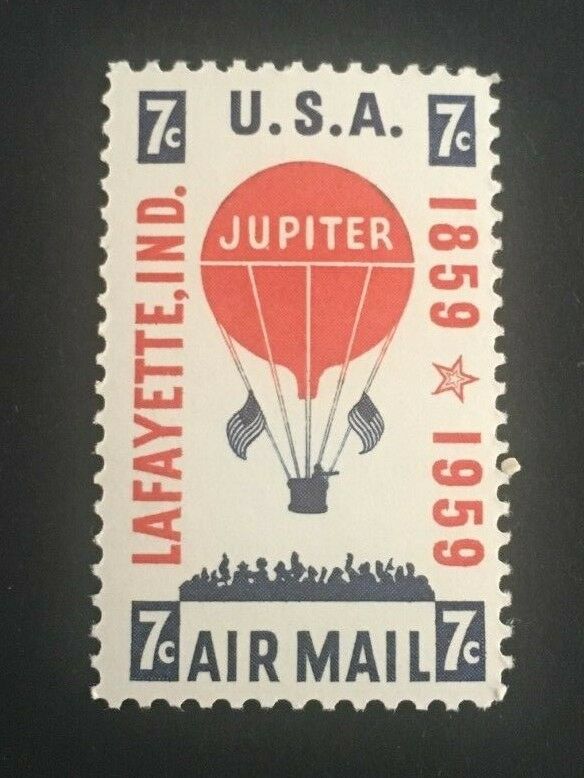 7c U.S.A. 7c
JUPITER
LAFAYETTE, IND.
1859 ☆ 1959
7c AIR MAIL 7c